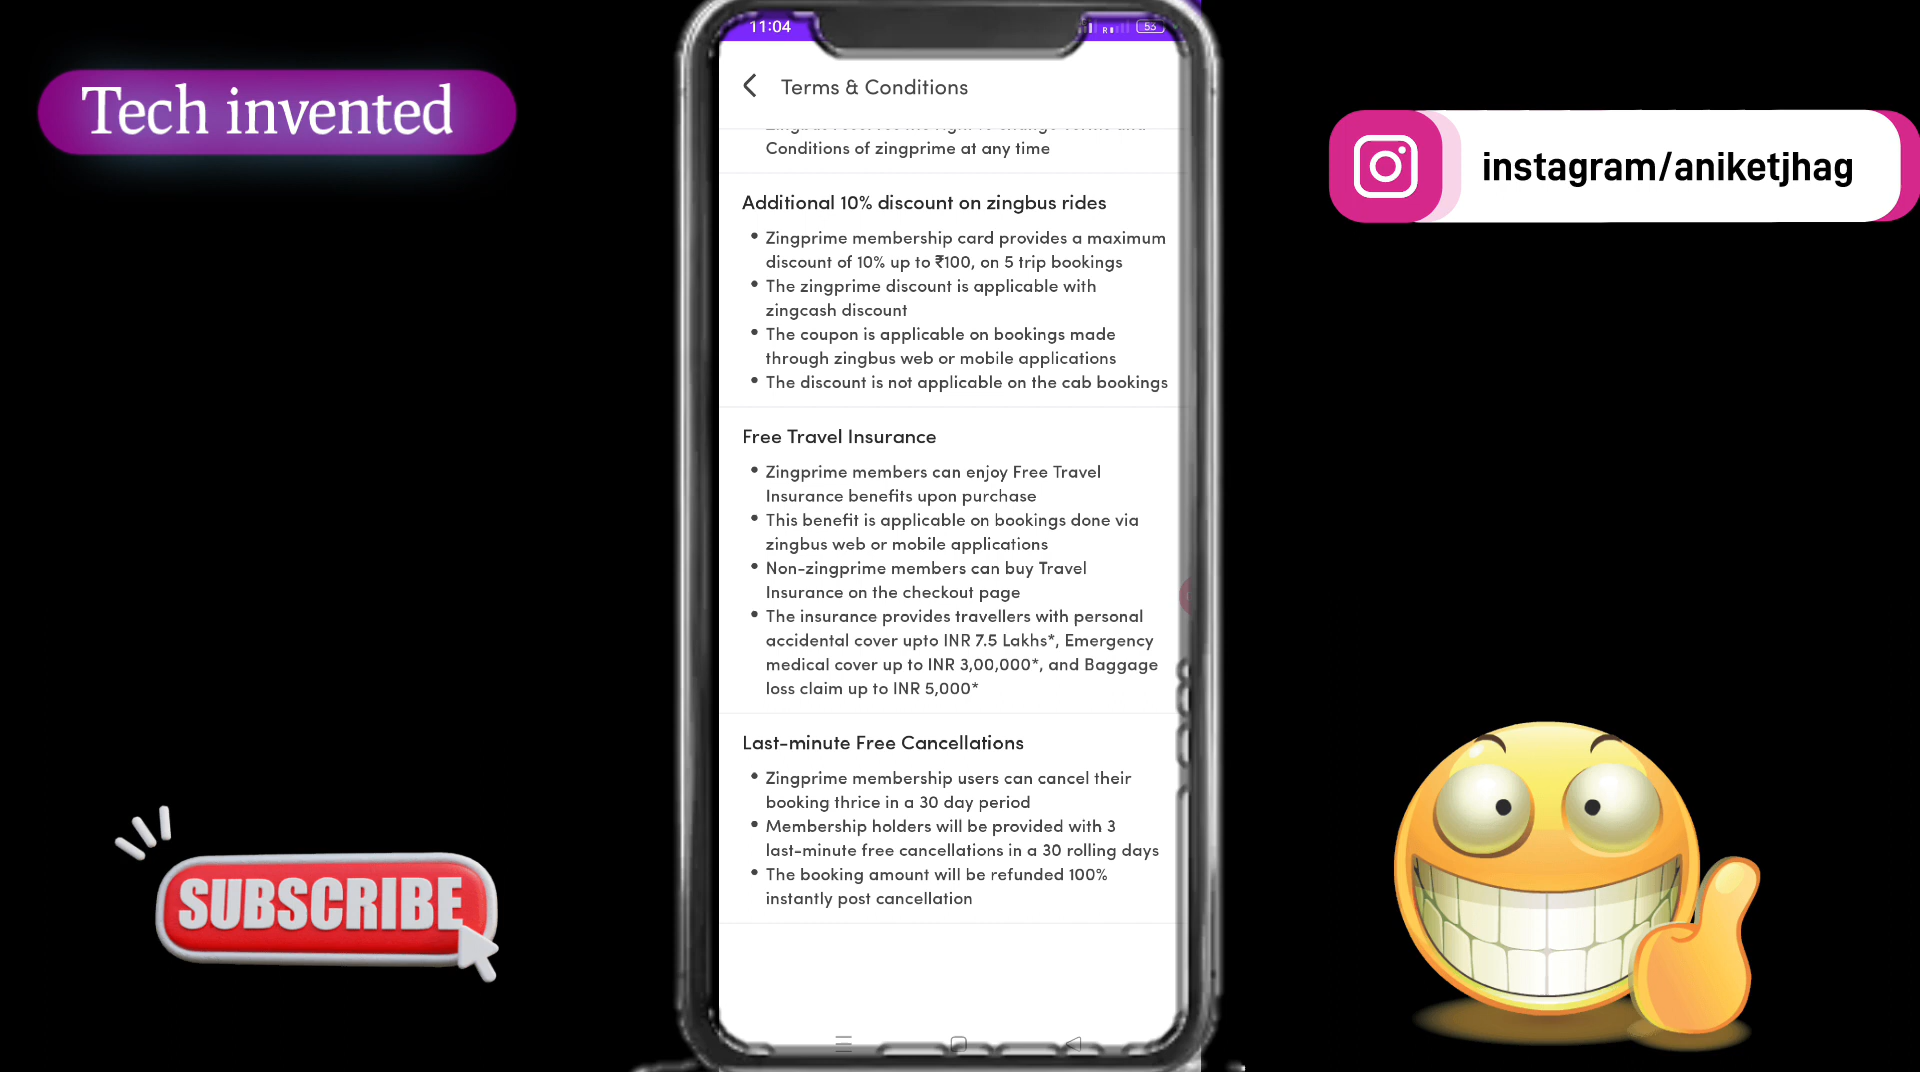 11:04
53
Tech invented
Terms & Conditions
Conditions of zingprime at any time
instagram/aniketjhag
Additional 10% discount on zingbus rides
• Zingprime membership card provides a maximum
discount of 10% up to ₹100, on 5 trip bookings
• The zingprime discount is applicable with
zingcash discount
• The coupon is applicable on bookings made
through zingbus web or mobile applications
• The discount is not applicable on the cab bookings
Free Travel Insurance
• Zingprime members can enjoy Free Travel
Insurance benefits upon purchase
• This benefit is applicable on bookings done via
zingbus web or mobile applications
• Non-zingprime members can buy Travel
Insurance on the checkout page
• The insurance provides travellers with personal
accidental cover upto INR 7.5 Lakhs*, Emergency
medical cover up to INR 3,00,000*, and Baggage
loss claim up to INR 5,000*
Last-minute Free Cancellations
• Zingprime membership users can cancel their
booking thrice in a 30 day period
• Membership holders will be provided with 3
last-minute free cancellations in a 30 rolling days
• The booking amount will be refunded 100%
instantly post cancellation
SUBSCRIBE